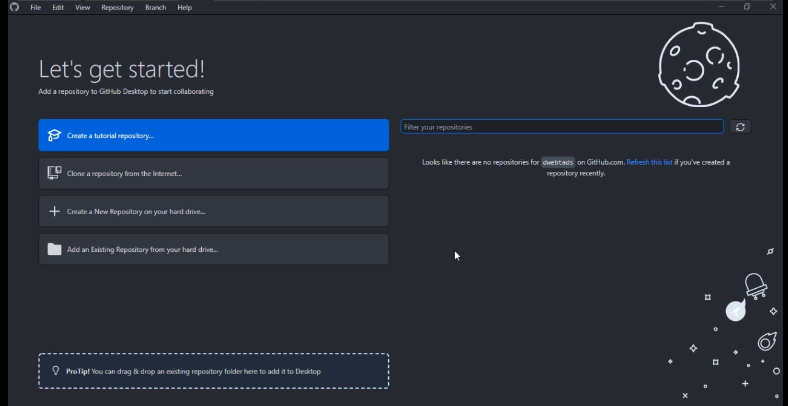 File Edit View Repository Branch Help
Let's get started!
Add a repository to GitHub Desktop to start collaborating
Create a tutorial repository...
Clone a repository from the Internet...
Create a New Repository on your hard drive...
Add an Existing Repository from your hard drive...
ProTip! You can drag & drop an existing repository folder here to add it to Desktop
Filter your repositories
Looks like there are no repositories for dwebtads on GitHub.com. Refresh this list if you've created a
repository recently.